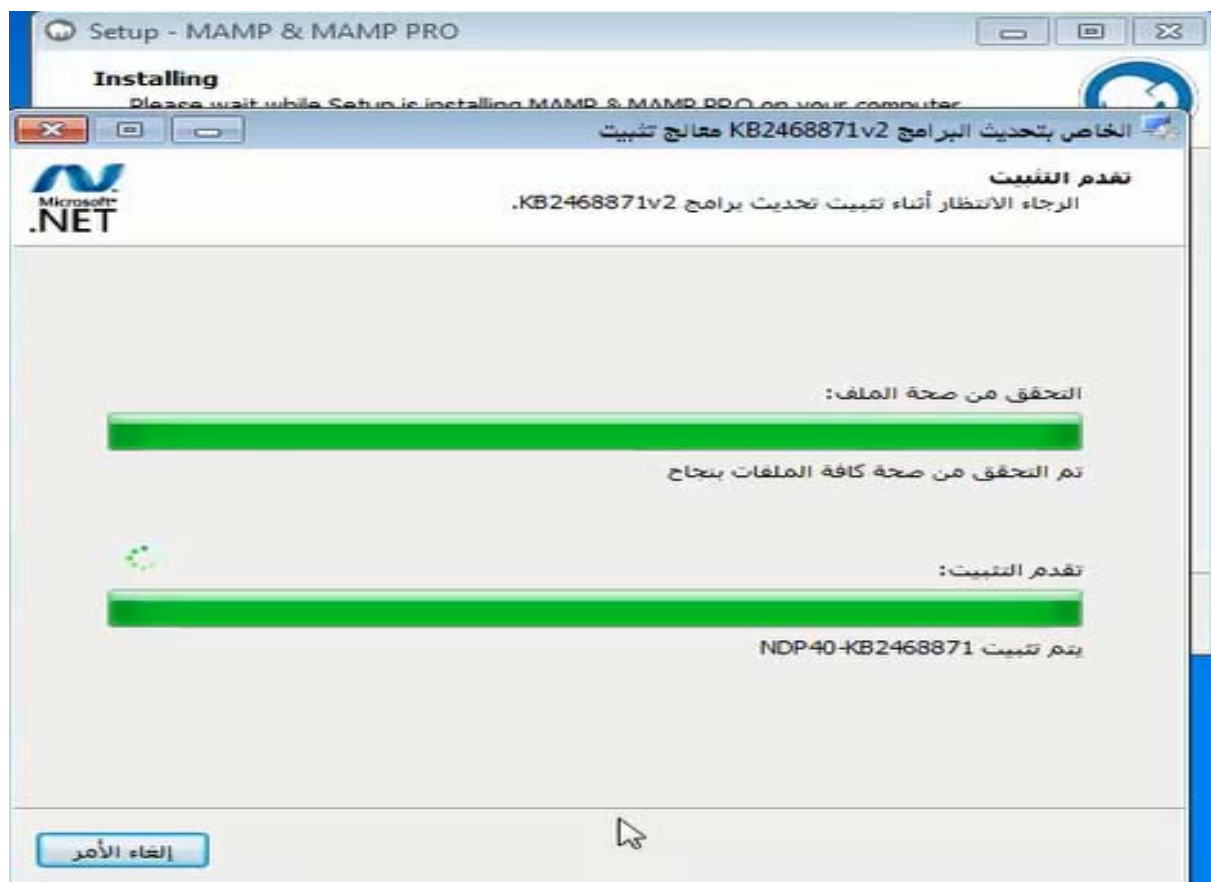 Setup - MAMP & MAMP PRO
Installing
Please wait while Setup is installing MAMP & MAMP PRO on your computer
الخاص بتحديث البرامج KB2468871v2 معالج تثبيت
تقدم التثبيت
الرجاء الانتظار أثناء تثبيت تحديث برامج KB2468871v2.
Microsoft
.NET
التحقق من صحة الملف:
تم التحقق من صحة كافة الملفات بنجاح
تقدم التثبيت:
يتم تثبيت NDP40-KB2468871
إلغاء الأمر